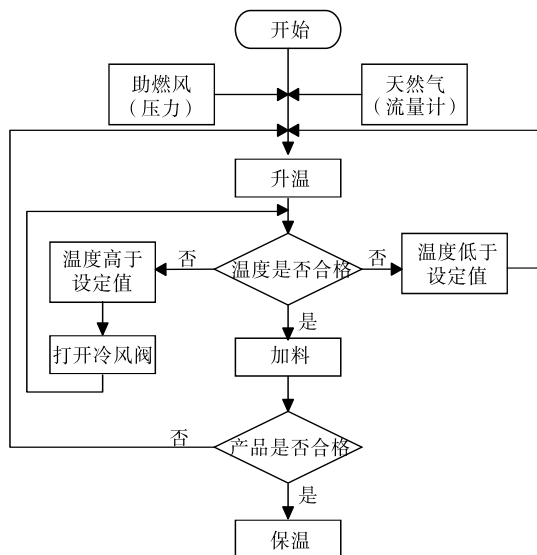 开始
助燃风
（压力）
天然气
（流量计）
升温
温度高于
设定值
否
温度是否合格
否
温度低于
设定值
是
打开冷风阀
加料
否
产品是否合格
是
保温